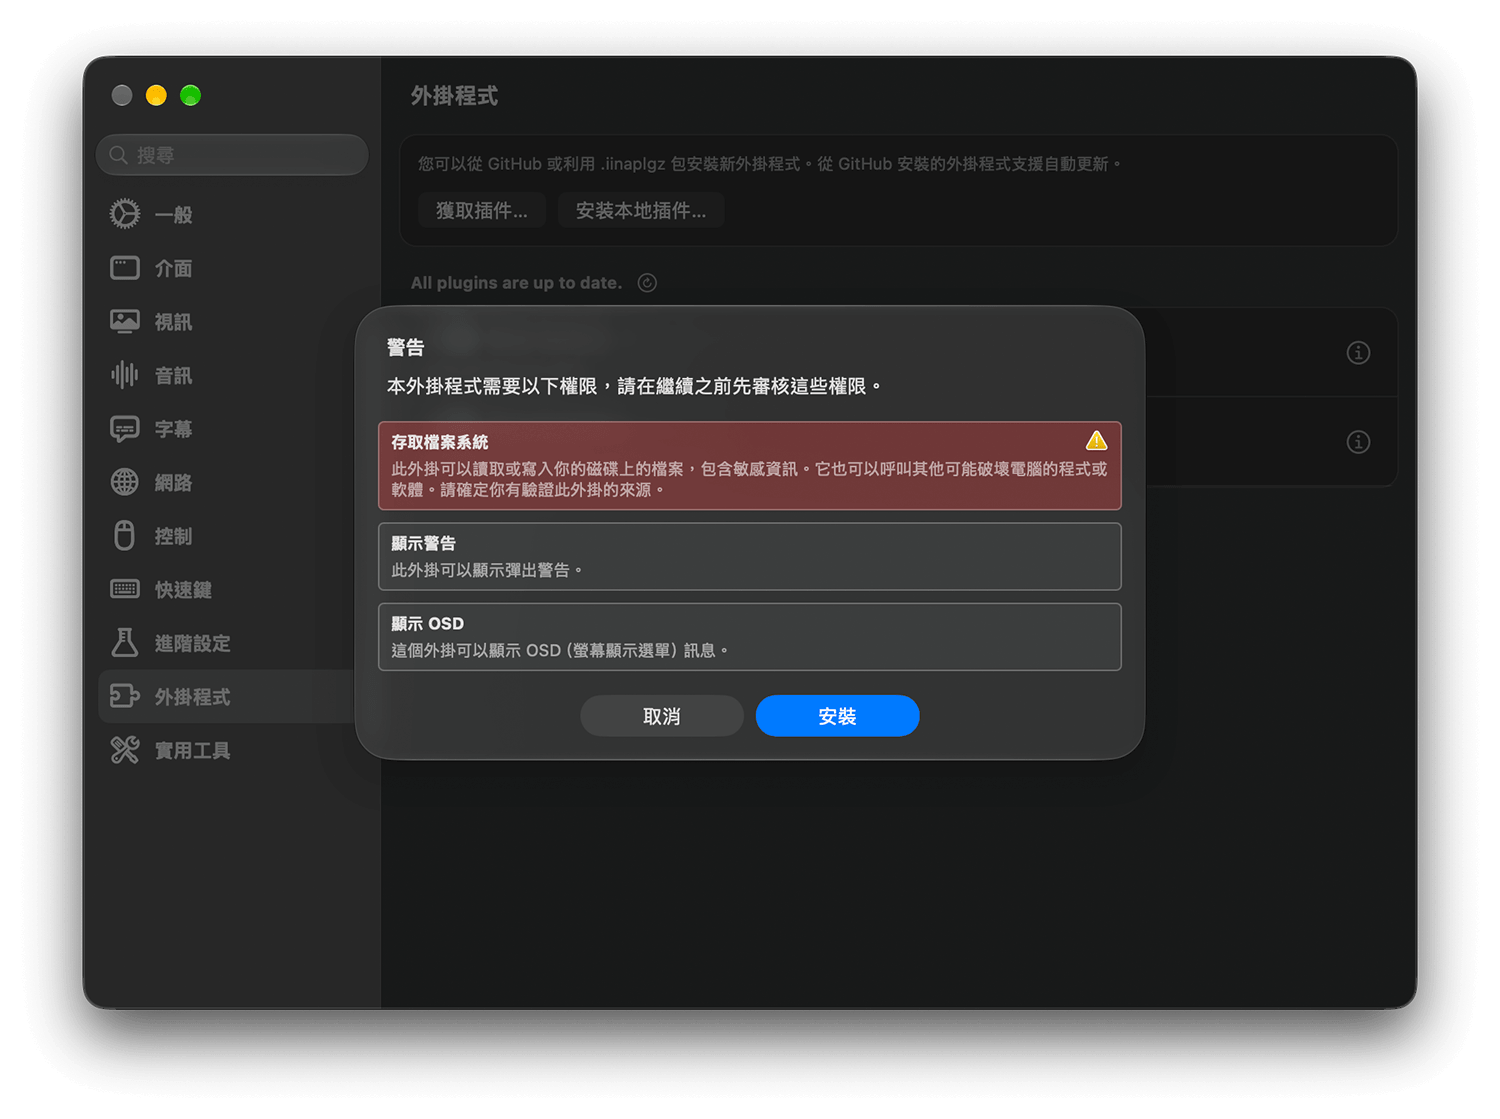 搜尋
一般
介面
視訊
音訊
字幕
網路
控制
快速鍵
進階設定
外掛程式
實用工具
外掛程式
您可以從 GitHub 或利用 .iinaplgz 包安裝新外掛程式。從 GitHub 安裝的外掛程式支援自動更新。
獲取插件...
安裝本地插件...
All plugins are up to date.
警告
本外掛程式需要以下權限，請在繼續之前先審核這些權限。
存取檔案系統
此外掛可以讀取或寫入你的磁碟上的檔案，包含敏感資訊。它也可以呼叫其他可能破壞電腦的程式或
軟體。請確定你有驗證此外掛的來源。
顯示警告
此外掛可以顯示彈出警告。
顯示 OSD
這個外掛可以顯示 OSD (螢幕顯示選單) 訊息。
取消
安裝